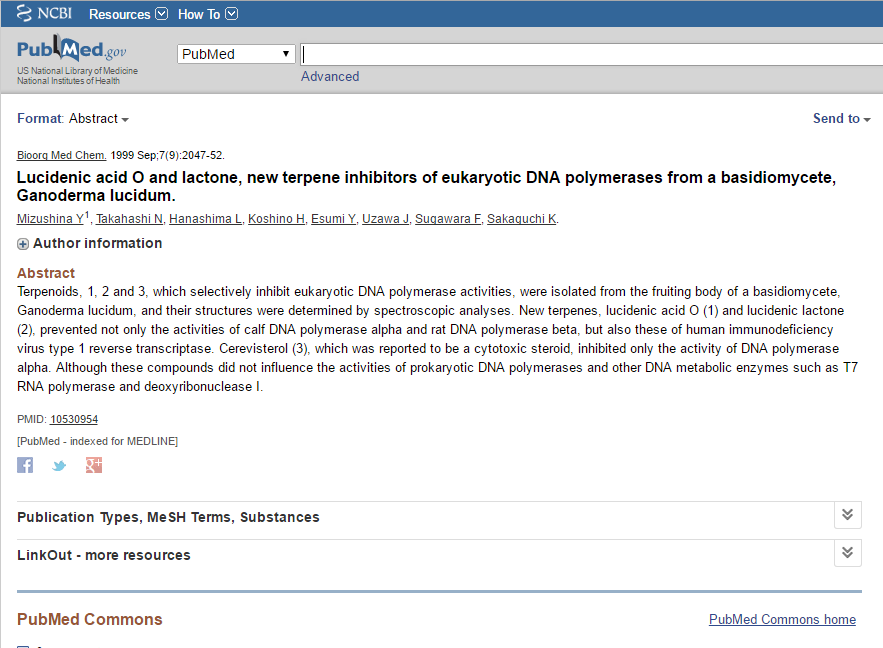 NCBI Resources How To
PubMed.gov
US National Library of Medicine
National Institutes of Health
PubMed
Advanced
Format: Abstract
Send to
Bioorg Med Chem. 1999 Sep;7(9):2047-52.
Lucidenic acid O and lactone, new terpene inhibitors of eukaryotic DNA polymerases from a basidiomycete,
Ganoderma lucidum.
Mizushina Y1, Takahashi N, Hanashima L, Koshino H, Esumi Y, Uzawa J, Sugawara F, Sakaguchi K.
Author information
Abstract
Terpenoids, 1, 2 and 3, which selectively inhibit eukaryotic DNA polymerase activities, were isolated from the fruiting body of a basidiomycete,
Ganoderma lucidum, and their structures were determined by spectroscopic analyses. New terpenes, lucidenic acid O (1) and lucidenic lactone
(2), prevented not only the activities of calf DNA polymerase alpha and rat DNA polymerase beta, but also these of human immunodeficiency
virus type 1 reverse transcriptase. Cerevisterol (3), which was reported to be a cytotoxic steroid, inhibited only the activity of DNA polymerase
alpha. Although these compounds did not influence the activities of prokaryotic DNA polymerases and other DNA metabolic enzymes such as T7
RNA polymerase and deoxyribonuclease I.
PMID: 10530954
[PubMed - indexed for MEDLINE]
Publication Types, MeSH Terms, Substances
LinkOut - more resources
PubMed Commons
PubMed Commons home